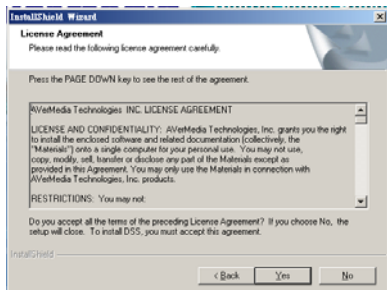 InstallShield Wizard
License Agreement
Please read the following license agreement carefully.
Press the PAGE DOWN key to see the rest of the agreement.
AVerMedia Technologies INC. LICENSE AGREEMENT
LICENSE AND CONFIDENTIALITY: AVerMedia Technologies, Inc. grants you the right
to install the enclosed software and related documentation (collectively, the
"Materials") onto a single computer for your personal use. You may not use,
copy, modify, sell, transfer or disclose any part of the Materials except as
provided in this Agreement. You may only use the Materials in connection with
AVerMedia Technologies, Inc. products.
RESTRICTIONS: You may not:
Do you accept all the terms of the preceding License Agreement? If you choose No, the
setup will close. To install DSS, you must accept this agreement.
InstallShield
< Back Yes No